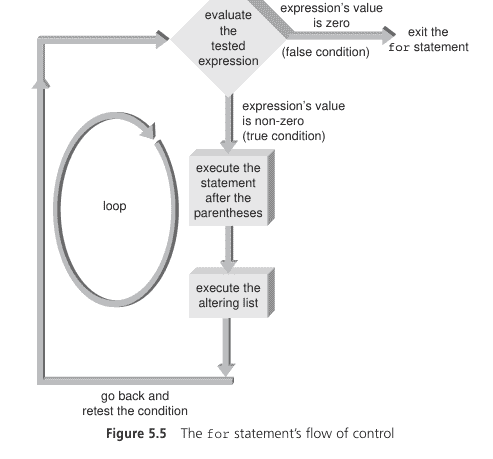 evaluate
the
tested
expression
expression's value
is zero
(false condition)
exit the
for statement
expression's value
is non-zero
(true condition)
execute the
statement
after the
parentheses
loop
execute the
altering list
go back and
retest the condition
Figure 5.5 The for statement's flow of control